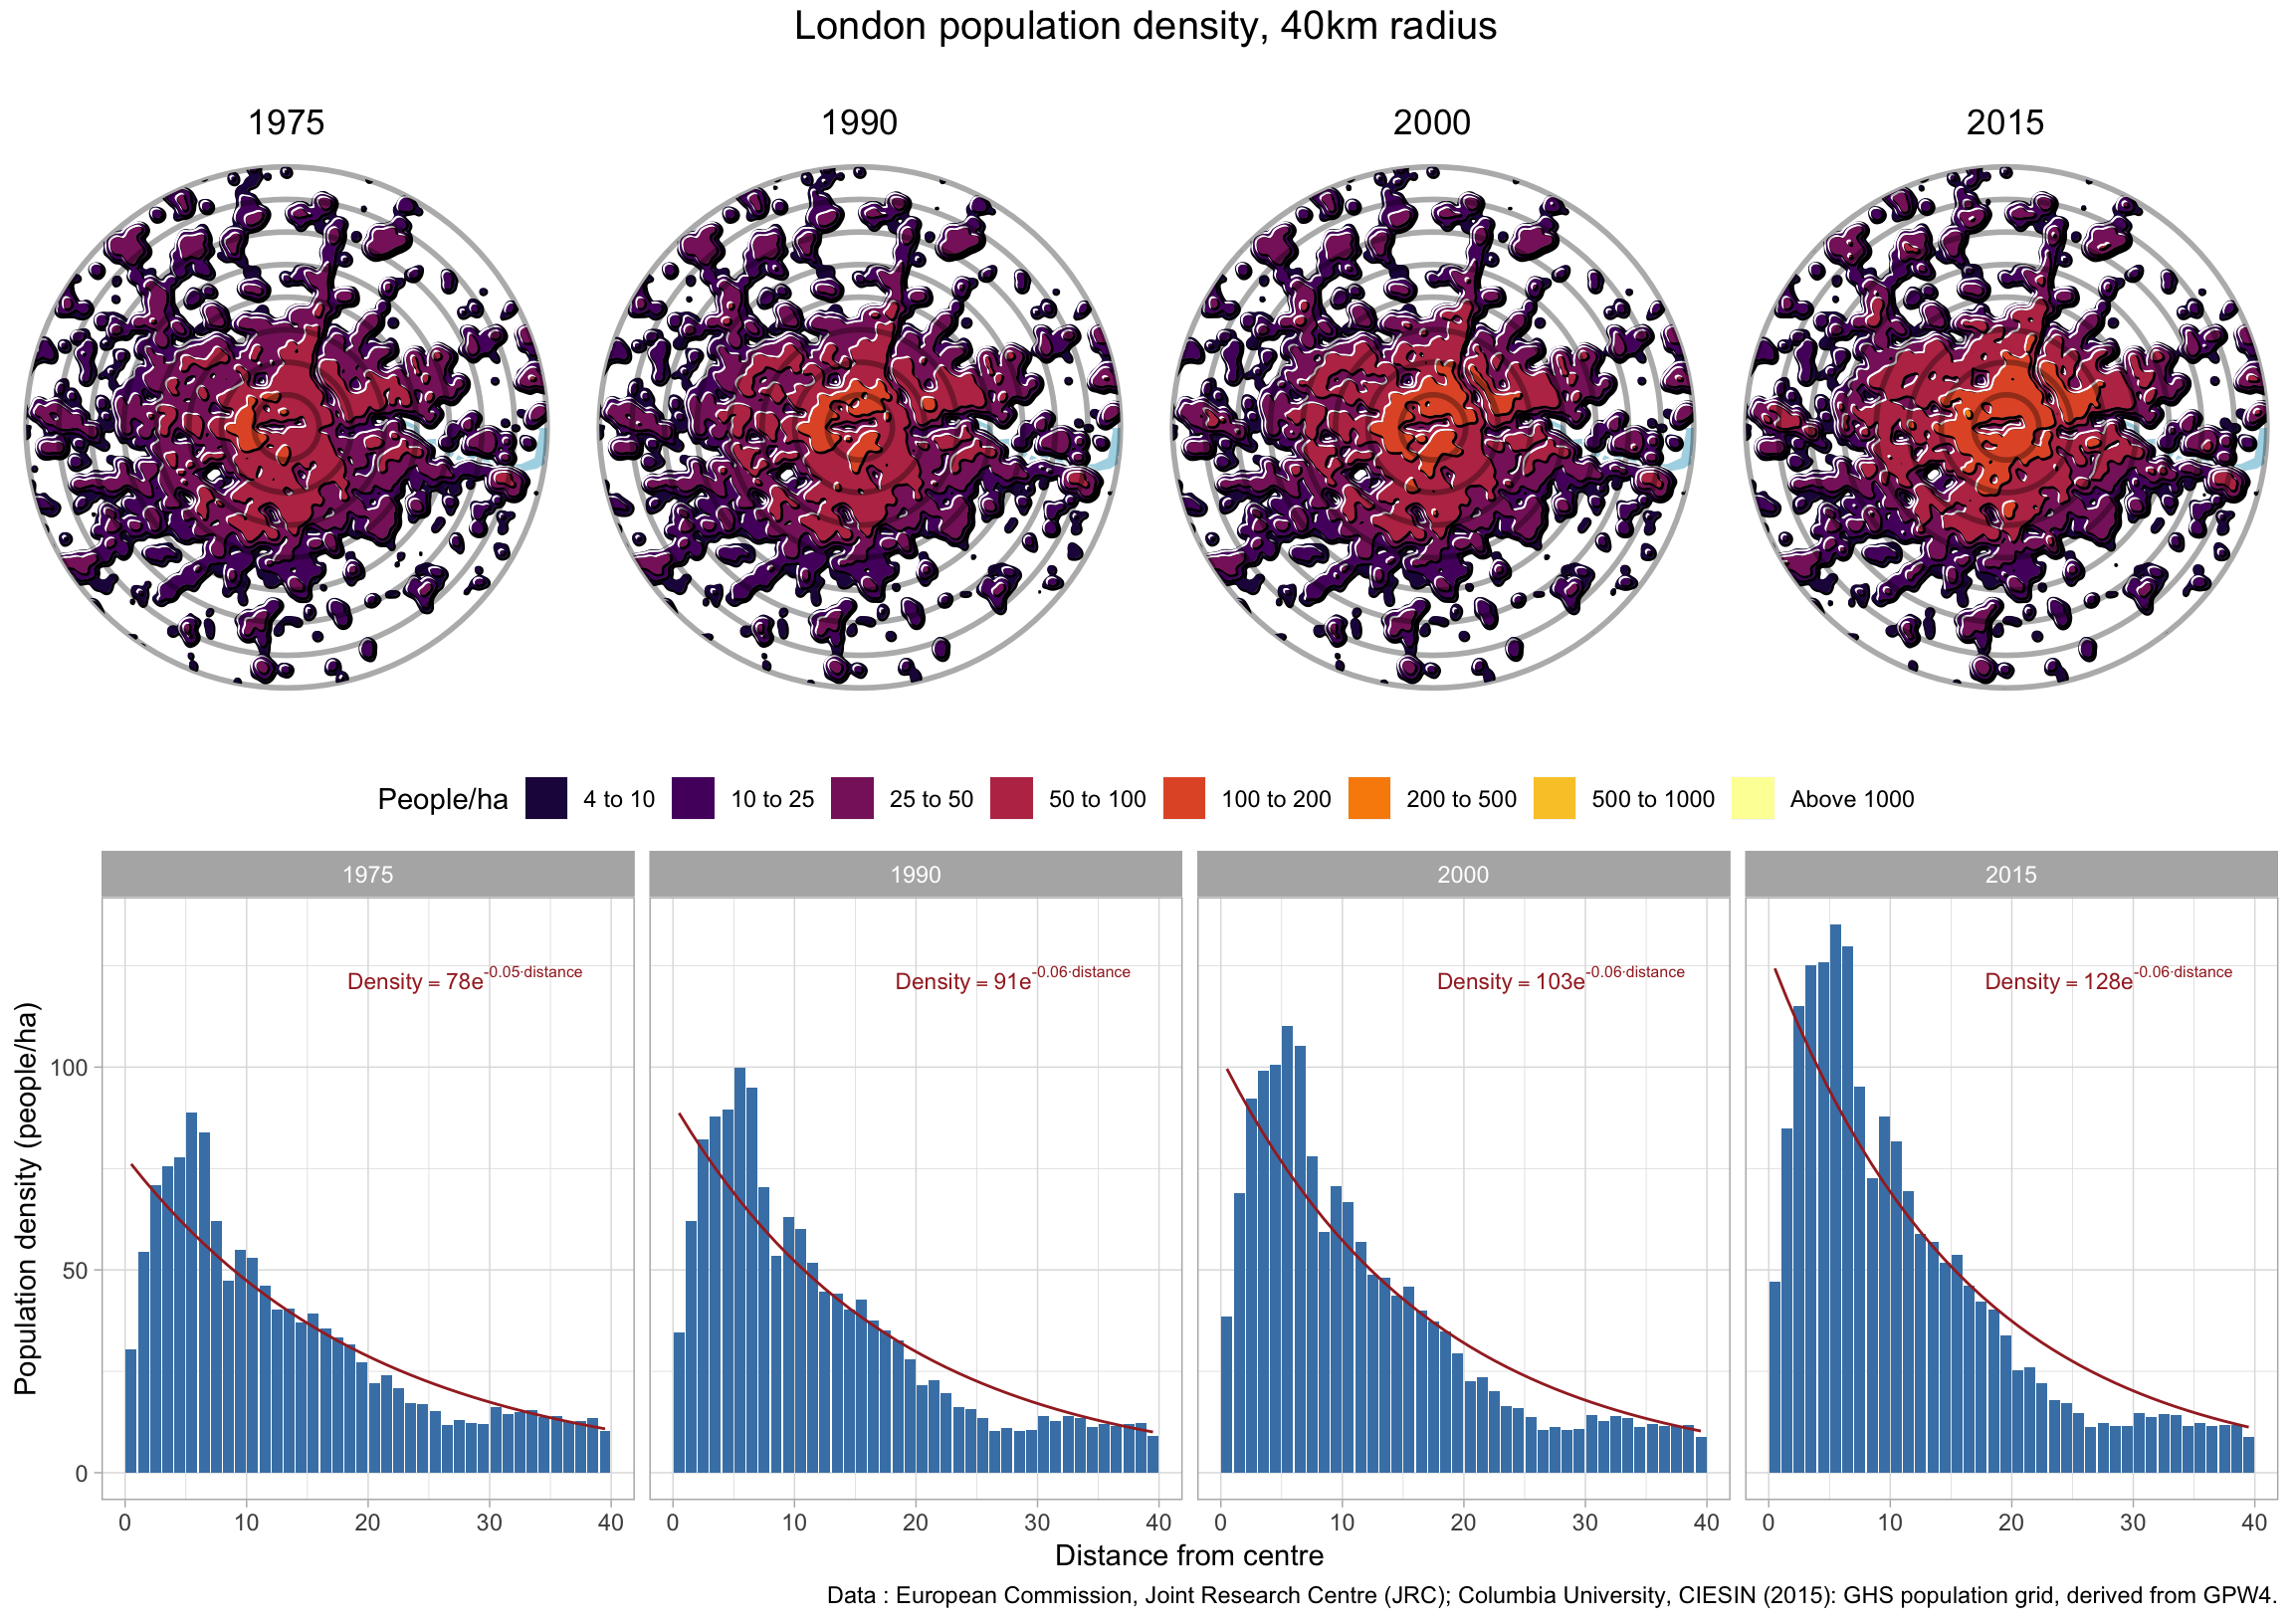 London population density, 40km radius
1975 1990 2000 2015
People/ha 4 to 10 10 to 25 25 to 50 50 to 100 100 to 200 200 to 500 500 to 1000 Above 1000
1975 1990 2000 2015
Density = 78e^-0.05·distance Density = 91e^-0.06·distance Density = 103e^-0.06·distance Density = 128e^-0.06·distance
Population density (people/ha)
100
50
0
0 10 20 30 40 0 10 20 30 40 0 10 20 30 40 0 10 20 30 40
Distance from centre
Data : European Commission, Joint Research Centre (JRC); Columbia University, CIESIN (2015): GHS population grid, derived from GPW4.